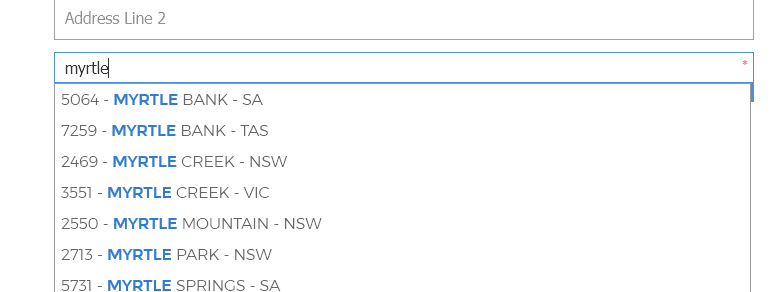 Address Line 2
myrtle *
5064 - MYRTLE BANK - SA
7259 - MYRTLE BANK - TAS
2469 - MYRTLE CREEK - NSW
3551 - MYRTLE CREEK - VIC
2550 - MYRTLE MOUNTAIN - NSW
2713 - MYRTLE PARK - NSW
5731 - MYRTLE SPRINGS - SA